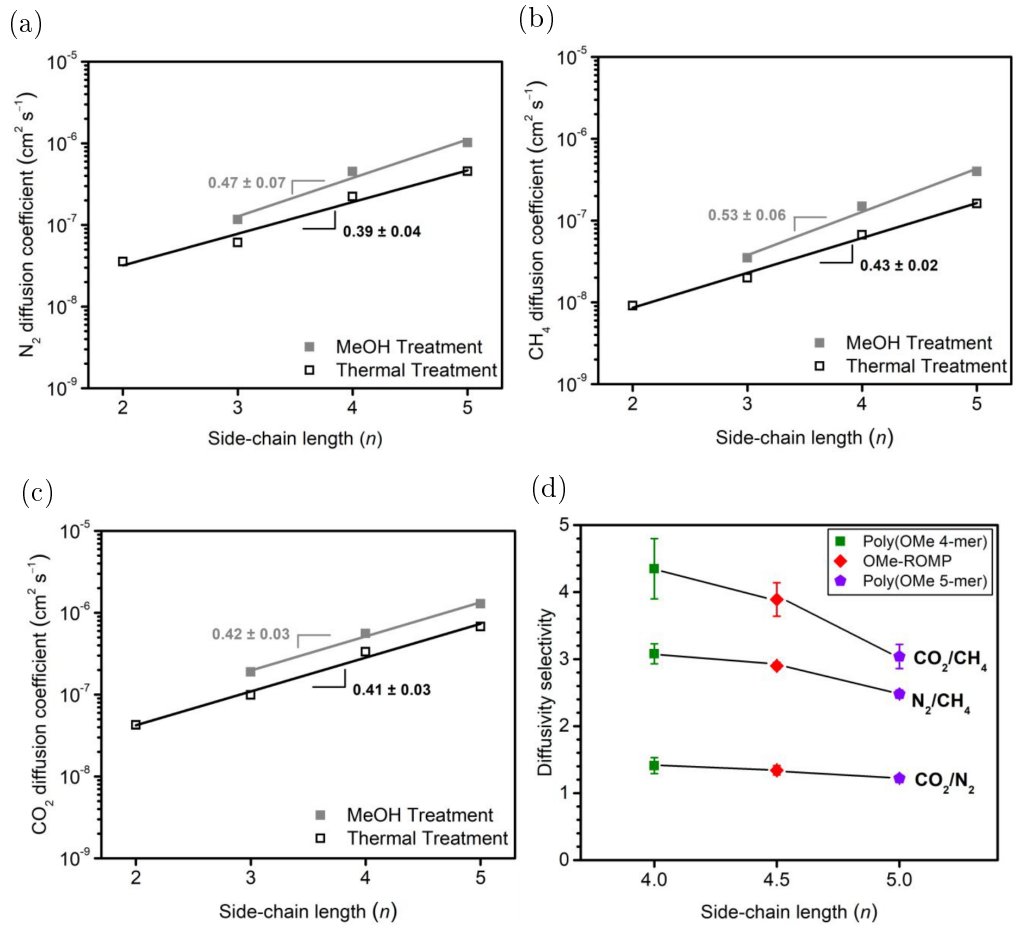 (a)
N₂ diffusion coefficient (cm² s⁻¹)
10⁻⁵
10⁻⁶
10⁻⁷
10⁻⁸
10⁻⁹
0.47 ± 0.07
0.39 ± 0.04
MeOH Treatment
Thermal Treatment
2 3 4 5
Side-chain length (n)
(b)
CH₄ diffusion coefficient (cm² s⁻¹)
10⁻⁵
10⁻⁶
10⁻⁷
10⁻⁸
10⁻⁹
0.53 ± 0.06
0.43 ± 0.02
MeOH Treatment
Thermal Treatment
2 3 4 5
Side-chain length (n)
(c)
CO₂ diffusion coefficient (cm² s⁻¹)
10⁻⁵
10⁻⁶
10⁻⁷
10⁻⁸
10⁻⁹
0.42 ± 0.03
0.41 ± 0.03
MeOH Treatment
Thermal Treatment
2 3 4 5
Side-chain length (n)
(d)
Diffusivity selectivity
5
4
3
2
1
0
Poly(OMe 4-mer)
OMe-ROMP
Poly(OMe 5-mer)
CO₂/CH₄
N₂/CH₄
CO₂/N₂
4.0 4.5 5.0
Side-chain length (n)